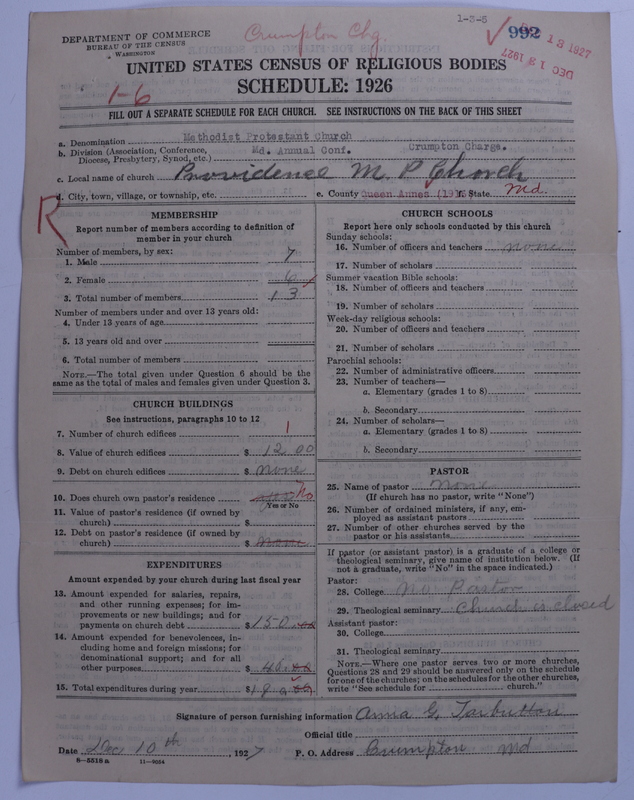 1-3-5
DEPARTMENT OF COMMERCE
BUREAU OF THE CENSUS
WASHINGTON
Crumpton Chg.
✓ 992
DEC 13 1927
DEC 13 1927
UNITED STATES CENSUS OF RELIGIOUS BODIES
SCHEDULE: 1926
1-6
FILL OUT A SEPARATE SCHEDULE FOR EACH CHURCH. SEE INSTRUCTIONS ON THE BACK OF THIS SHEET
a. Denomination Methodist Protestant Church
b. Division (Association, Conference, Diocese, Presbytery, Synod, etc.) Md. Annual Conf. Crumpton Charge.
c. Local name of church Providence M. P Church
d. City, town, village, or township, etc. e. County Queen Annes f. State Md.
R
MEMBERSHIP
Report number of members according to definition of
member in your church
Number of members, by sex:
1. Male 7
2. Female 6
3. Total number of members 13
Number of members under and over 13 years old:
4. Under 13 years of age
5. 13 years old and over
6. Total number of members
NOTE.—The total given under Question 6 should be the
same as the total of males and females given under Question 3.
CHURCH BUILDINGS
See instructions, paragraphs 10 to 12
7. Number of church edifices 1
8. Value of church edifices $ 1200
9. Debt on church edifices $ None
10. Does church own pastor's residence No
Yes or No
11. Value of pastor's residence (if owned by
church) $
12. Debt on pastor's residence (if owned by
church) $ None
EXPENDITURES
Amount expended by your church during last fiscal year
13. Amount expended for salaries, repairs,
and other running expenses; for im-
provements or new buildings; and for
payments on church debt $ 150.00
14. Amount expended for benevolences, in-
cluding home and foreign missions; for
denominational support; and for all
other purposes $
15. Total expenditures during year $
CHURCH SCHOOLS
Report here only schools conducted by this church
Sunday schools:
16. Number of officers and teachers none
17. Number of scholars
Summer vacation Bible schools:
18. Number of officers and teachers
19. Number of scholars
Week-day religious schools:
20. Number of officers and teachers
21. Number of scholars
Parochial schools:
22. Number of administrative officers
23. Number of teachers—
a. Elementary (grades 1 to 8)
b. Secondary
24. Number of scholars—
a. Elementary (grades 1 to 8)
b. Secondary
PASTOR
25. Name of pastor None
(If church has no pastor, write "None")
26. Number of ordained ministers, if any, em-
ployed as assistant pastors
27. Number of other churches served by the
pastor or his assistants
If pastor (or assistant pastor) is a graduate of a college or
theological seminary, give name of institution below. (If
not a graduate, write "No" in the space indicated.)
Pastor:
28. College No Pastor
29. Theological seminary Church is closed
Assistant pastor:
30. College
31. Theological seminary
NOTE.—Where one pastor serves two or more churches,
Questions 28 and 29 should be answered only on the schedule
for one of the churches; on the schedules for the other churches,
write "See schedule for church."
Signature of person furnishing information Anna G. Tarbutton
Official title
Date Dec 10th 1927 P. O. Address Crumpton Md
8—5518 a 11—9054